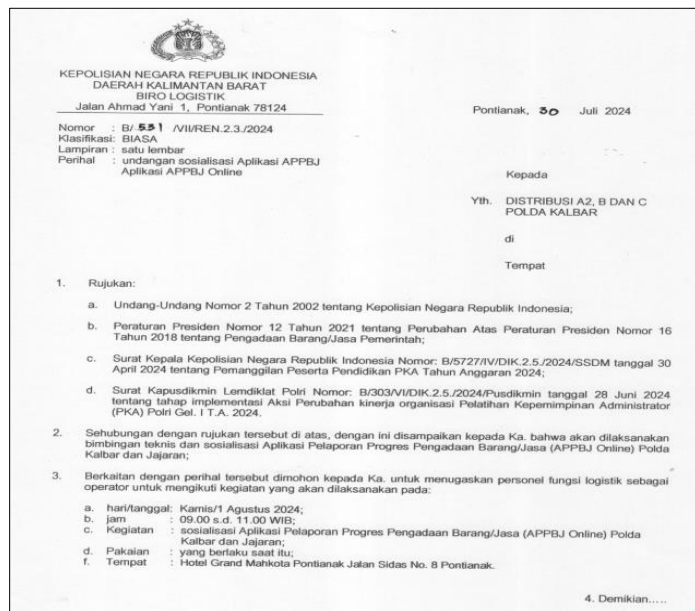 KEPOLISIAN NEGARA REPUBLIK INDONESIA
DAERAH KALIMANTAN BARAT
BIRO LOGISTIK
Jalan Ahmad Yani 1, Pontianak 78124
Pontianak, 30 Juli 2024
Nomor : B/ 531 /VII/REN.2.3./2024
Klasifikasi: BIASA
Lampiran : satu lembar
Perihal : undangan sosialisasi Aplikasi APPBJ
Aplikasi APPBJ Online
Kepada
Yth. DISTRIBUSI A2, B DAN C
POLDA KALBAR
di
Tempat
1. Rujukan:
a. Undang-Undang Nomor 2 Tahun 2002 tentang Kepolisian Negara Republik Indonesia;
b. Peraturan Presiden Nomor 12 Tahun 2021 tentang Perubahan Atas Peraturan Presiden Nomor 16
Tahun 2018 tentang Pengadaan Barang/Jasa Pemerintah;
c. Surat Kepala Kepolisian Negara Republik Indonesia Nomor: B/5727/IV/DIK.2.5./2024/SSDM tanggal 30
April 2024 tentang Pemanggilan Peserta Pendidikan PKA Tahun Anggaran 2024;
d. Surat Kapusdikmin Lemdiklat Polri Nomor: B/303/VI/DIK.2.5./2024/Pusdikmin tanggal 28 Juni 2024
tentang tahap implementasi Aksi Perubahan kinerja organisasi Pelatihan Kepemimpinan Administrator
(PKA) Polri Gel. I T.A. 2024.
2. Sehubungan dengan rujukan tersebut di atas, dengan ini disampaikan kepada Ka. bahwa akan dilaksanakan
bimbingan teknis dan sosialisasi Aplikasi Pelaporan Progres Pengadaan Barang/Jasa (APPBJ Online) Polda
Kalbar dan Jajaran;
3. Berkaitan dengan perihal tersebut dimohon kepada Ka. untuk menugaskan personel fungsi logistik sebagai
operator untuk mengikuti kegiatan yang akan dilaksanakan pada:
a. hari/tanggal: Kamis/1 Agustus 2024;
b. jam : 09.00 s.d. 11.00 WIB;
c. Kegiatan : sosialisasi Aplikasi Pelaporan Progres Pengadaan Barang/Jasa (APPBJ Online) Polda
Kalbar dan Jajaran;
d. Pakaian : yang berlaku saat itu;
f. Tempat : Hotel Grand Mahkota Pontianak Jalan Sidas No. 8 Pontianak.
4. Demikian.....